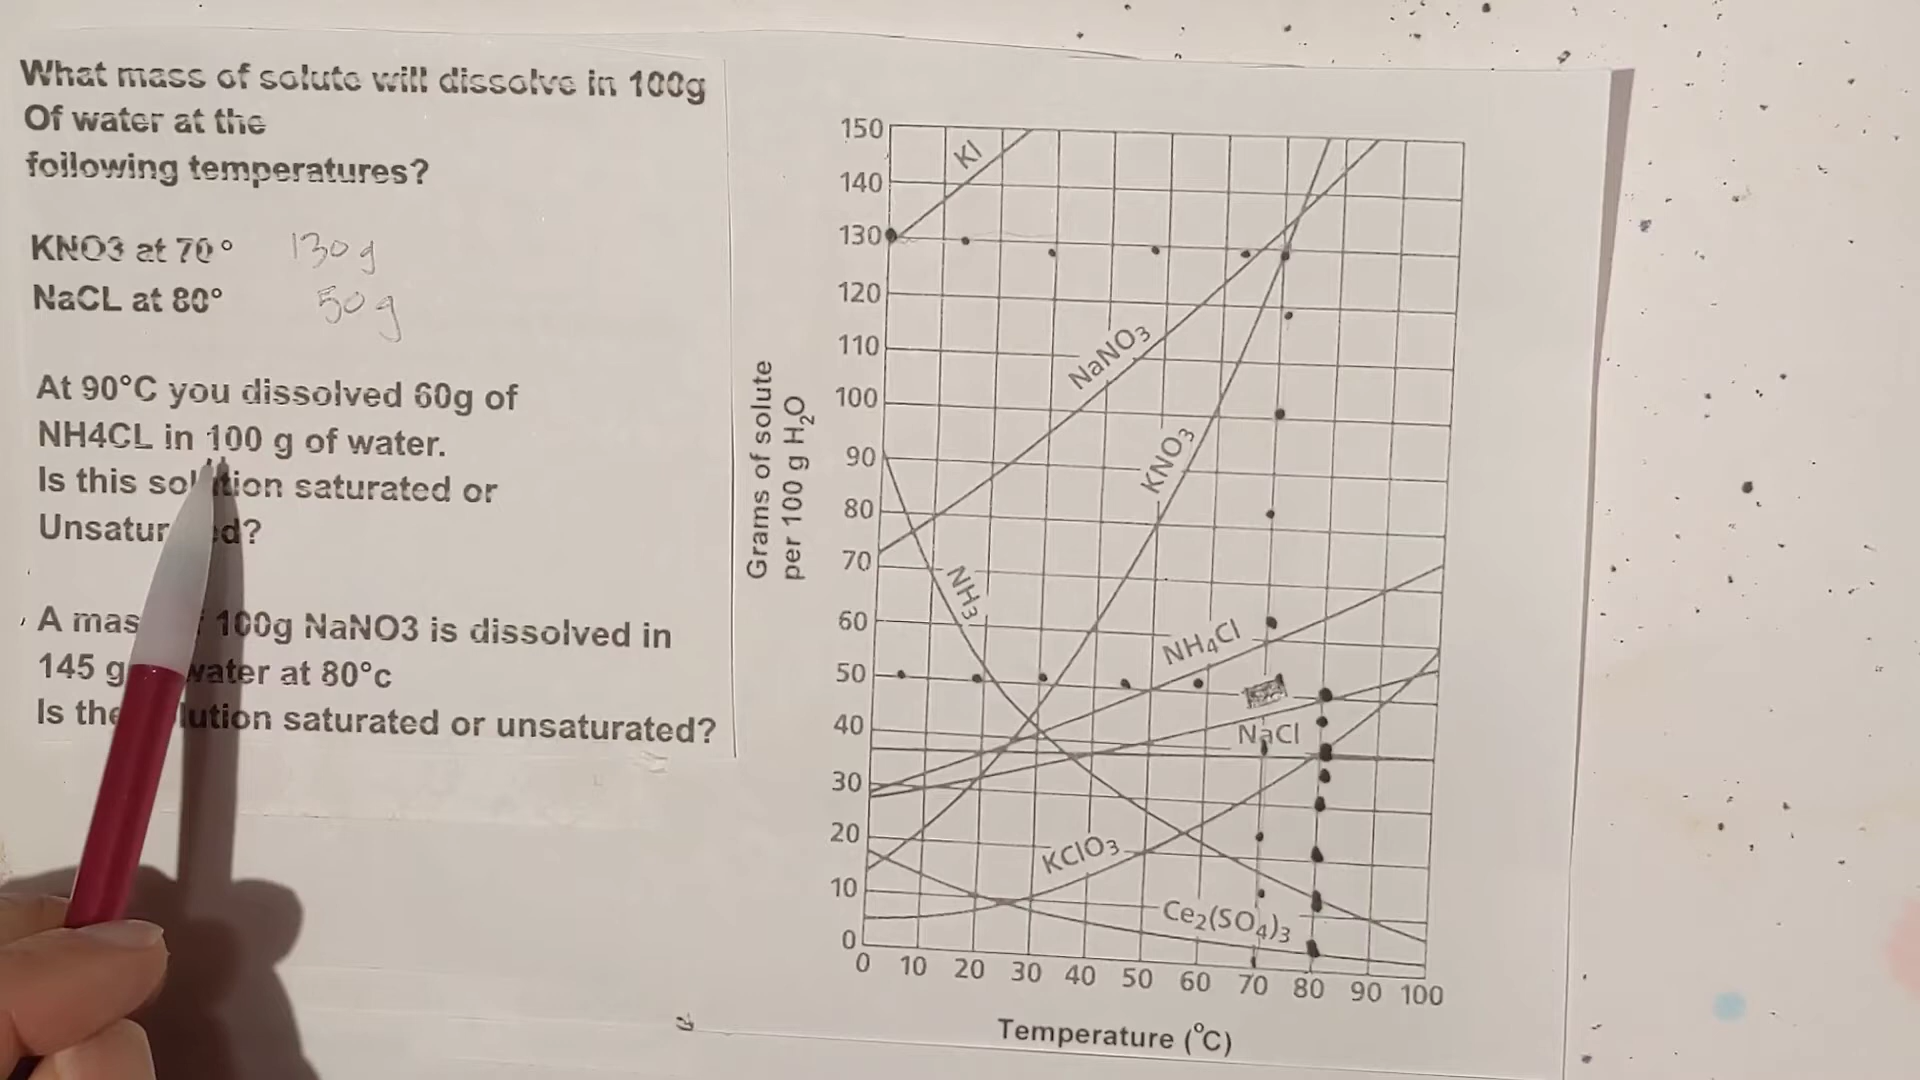 What mass of solute will dissolve in 100g
Of water at the
following temperatures?
KNO3 at 70° 130g
NaCL at 80° 50g
At 90°C you dissolved 60g of
NH4CL in 100 g of water.
Is this solution saturated or
Unsatur d?
A mas 100g NaNO3 is dissolved in
145 g water at 80°c
Is the lution saturated or unsaturated?
Grams of solute
per 100 g H₂O
150
140
130
120
110
100
90
80
70
60
50
40
30
20
10
0
KI
NaNO₃
KNO₃
NH₃
NH₄Cl
NaCl
KClO₃
Ce₂(SO₄)₃
0 10 20 30 40 50 60 70 80 90 100
Temperature (°C)